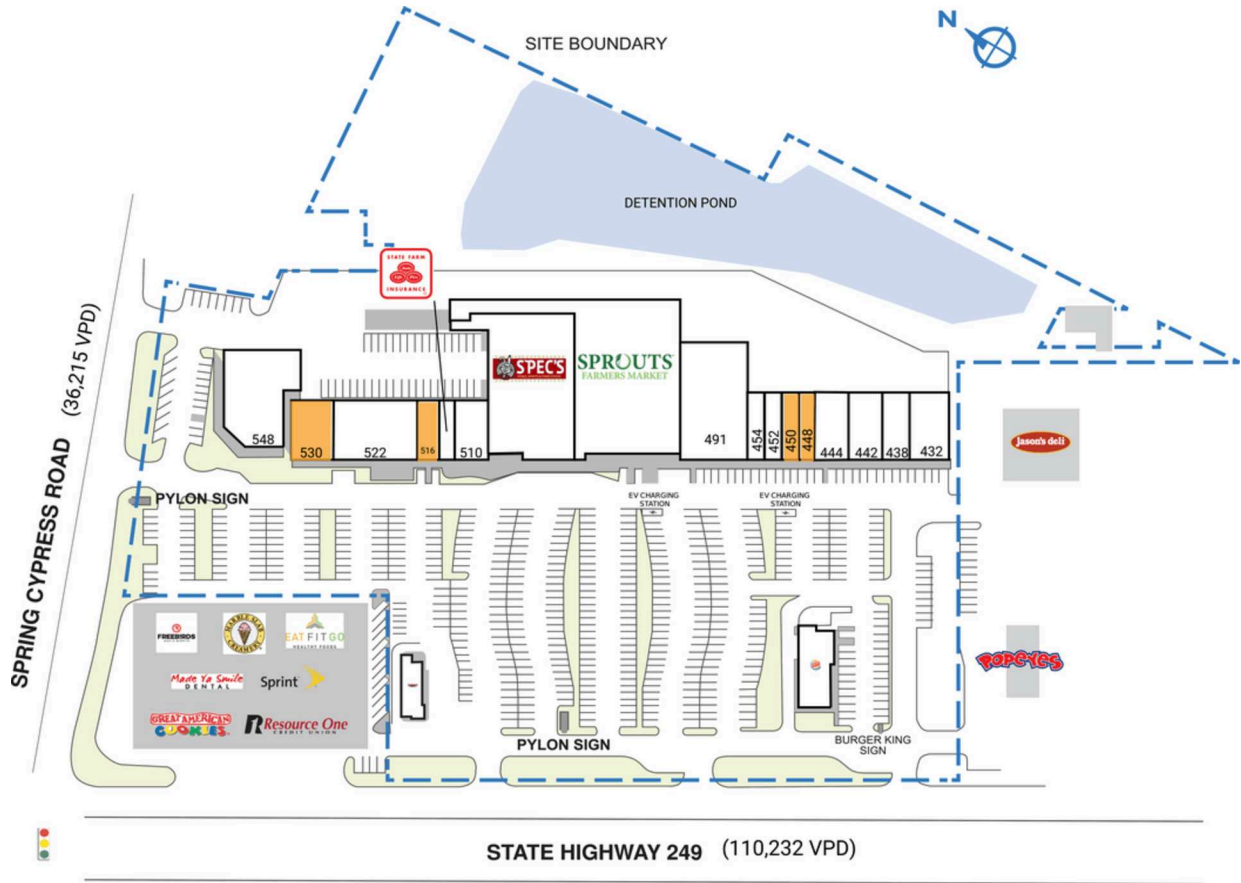 N
SITE BOUNDARY
DETENTION POND
STATE FARM
INSURANCE
SPRING CYPRESS ROAD (36,215 VPD)
SPEC'S
SPROUTS
FARMERS MARKET
548
530
522
516
510
491
454
452
450
448
444
442
438
432
Jason's deli
PYLON SIGN
EV CHARGING
STATION
EV CHARGING
STATION
FREEBIRDS
MARBLE SLAB
CREAMERY
EAT FIT GO
HEALTHY FOODS
Made Ya Smile
DENTAL
Sprint
GREAT AMERICAN
COOKIES
Resource One
CREDIT UNION
POPEYES
PYLON SIGN
BURGER KING
SIGN
STATE HIGHWAY 249 (110,232 VPD)